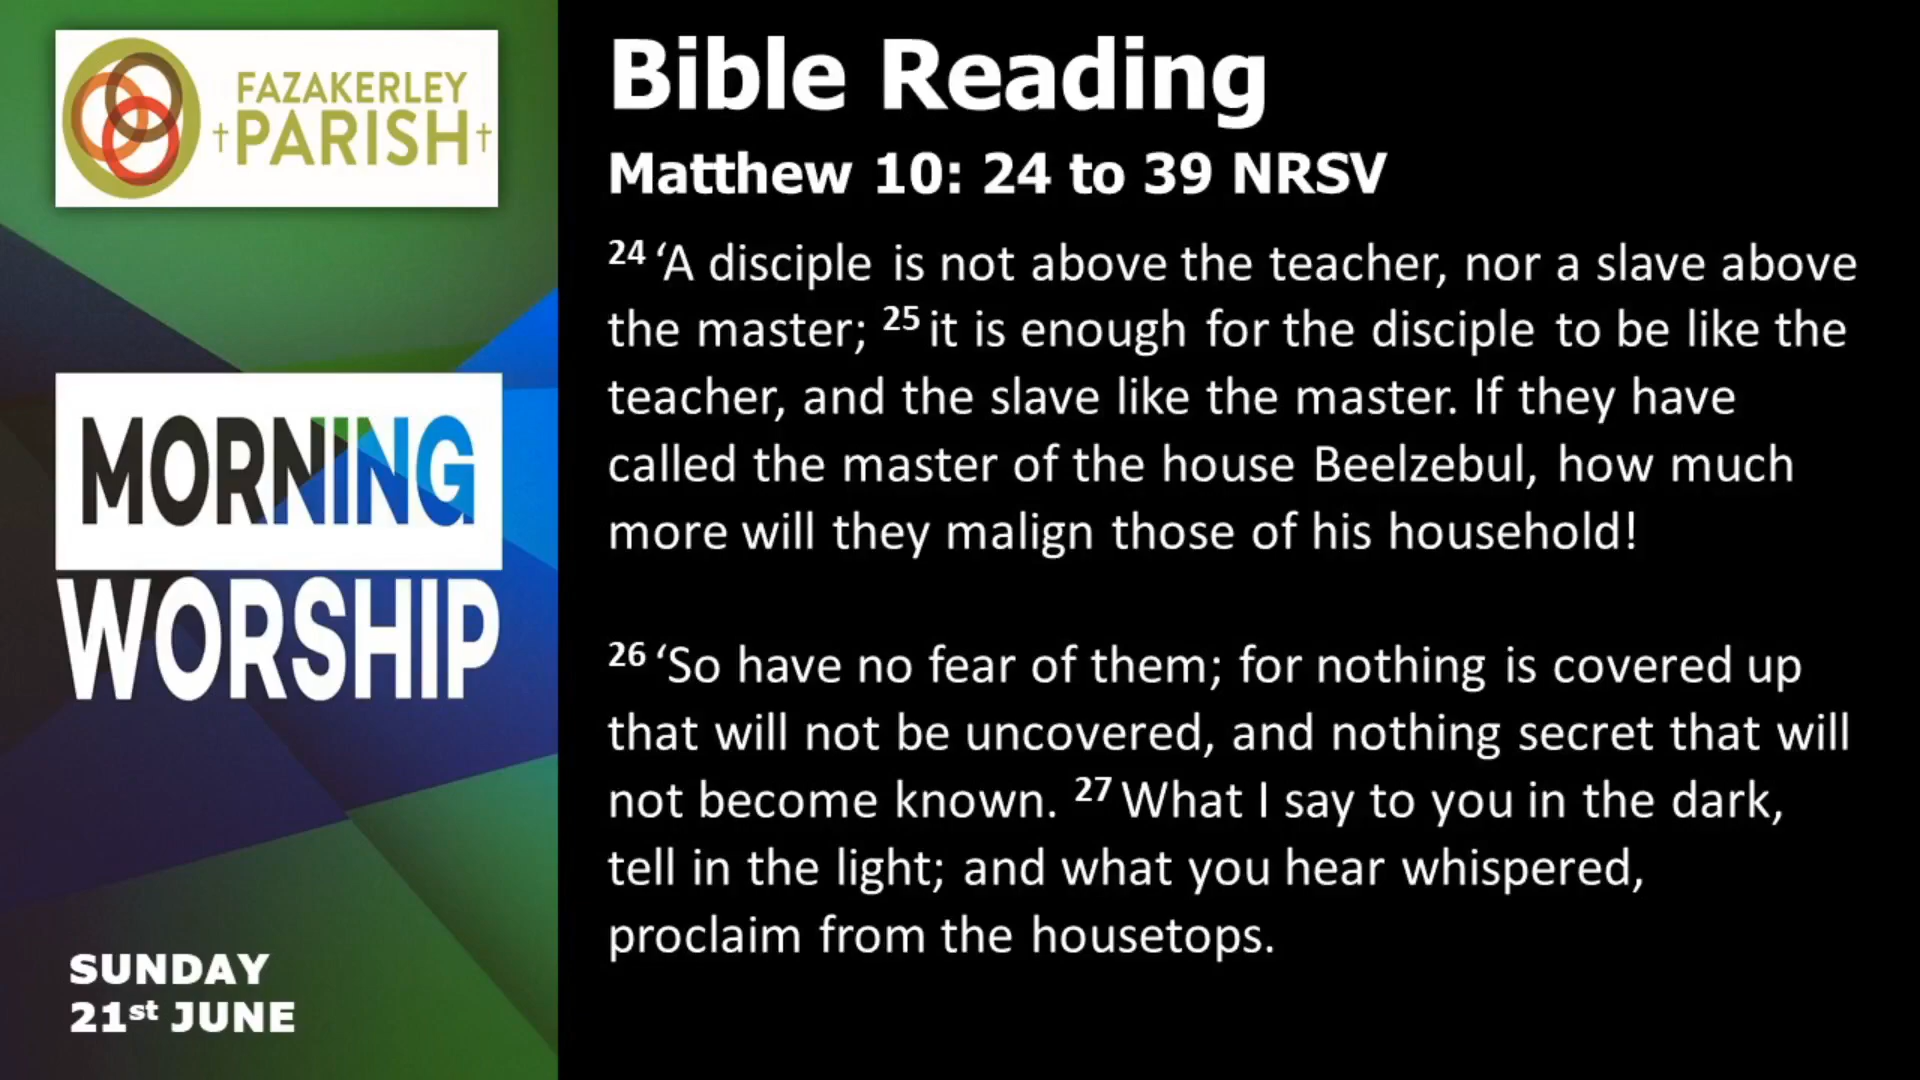 FAZAKERLEY
†PARISH†
MORNING
WORSHIP
SUNDAY
21st JUNE
Bible Reading
Matthew 10: 24 to 39 NRSV
24 ‘A disciple is not above the teacher, nor a slave above
the master; 25 it is enough for the disciple to be like the
teacher, and the slave like the master. If they have
called the master of the house Beelzebul, how much
more will they malign those of his household!
26 ‘So have no fear of them; for nothing is covered up
that will not be uncovered, and nothing secret that will
not become known. 27 What I say to you in the dark,
tell in the light; and what you hear whispered,
proclaim from the housetops.